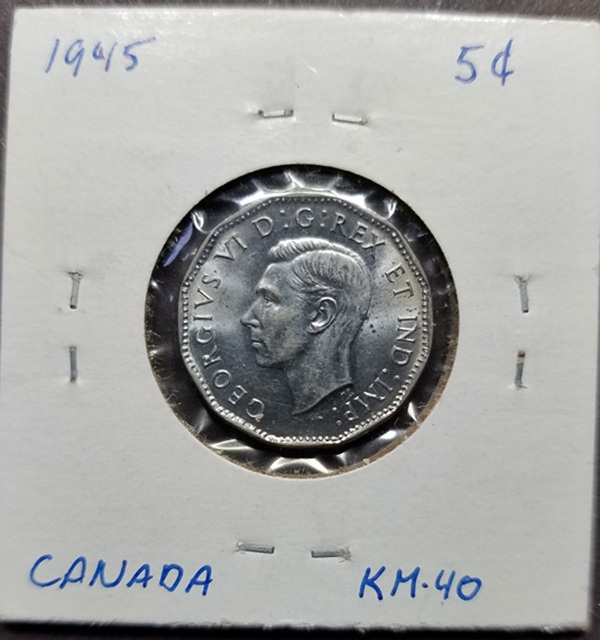 1945 5¢
GEORGIVS VI D:G:REX ET IND:IMP:
CANADA KM-40